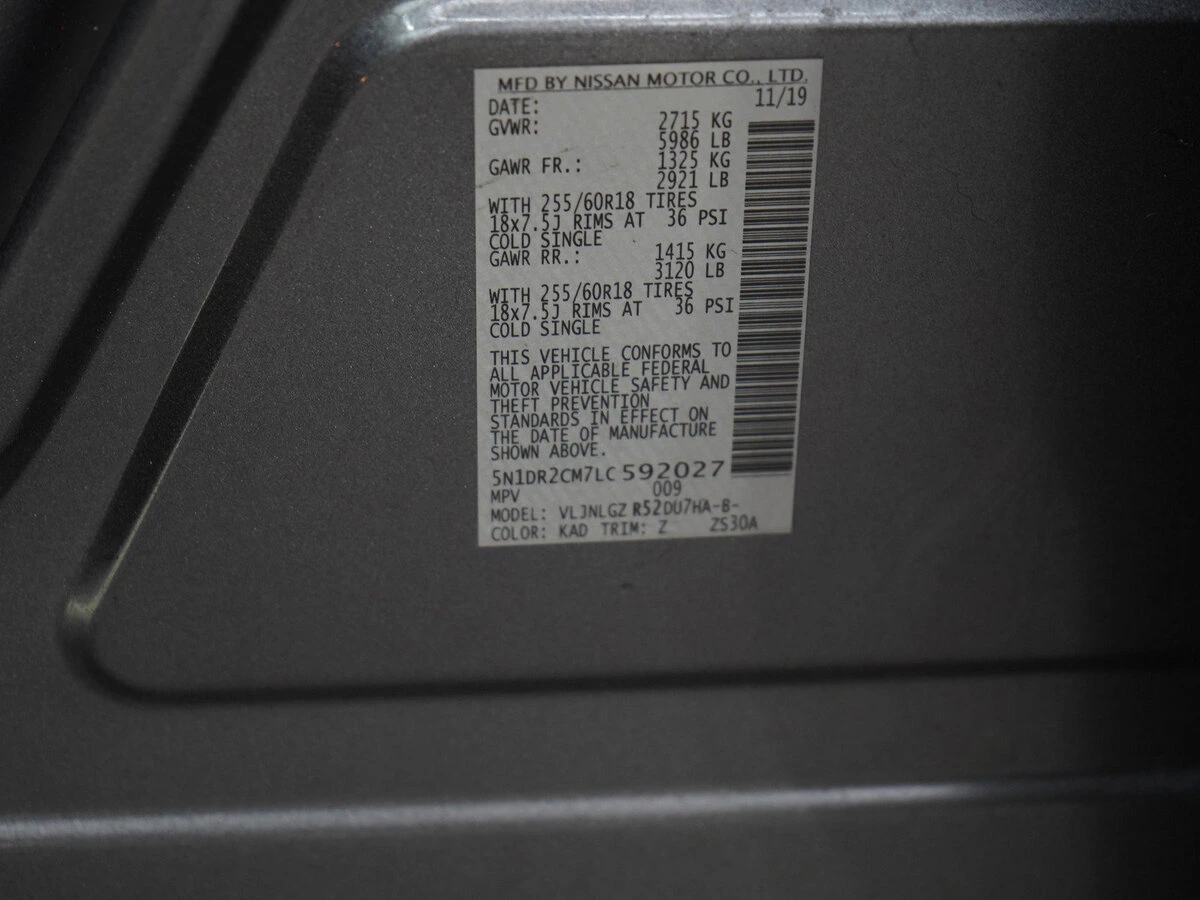 MFD BY NISSAN MOTOR CO., LTD.
DATE: 11/19
GVWR: 2715 KG
5986 LB
GAWR FR.: 1325 KG
2921 LB
WITH 255/60R18 TIRES
18x7.5J RIMS AT 36 PSI
COLD SINGLE
GAWR RR.: 1415 KG
3120 LB
WITH 255/60R18 TIRES
18x7.5J RIMS AT 36 PSI
COLD SINGLE
THIS VEHICLE CONFORMS TO
ALL APPLICABLE FEDERAL
MOTOR VEHICLE SAFETY AND
THEFT PREVENTION
STANDARDS IN EFFECT ON
THE DATE OF MANUFACTURE
SHOWN ABOVE.
5N1DR2CM7LC592027
MPV 009
MODEL: VLJNLGZ R52DU7HA-B-
COLOR: KAD TRIM: Z ZS30A